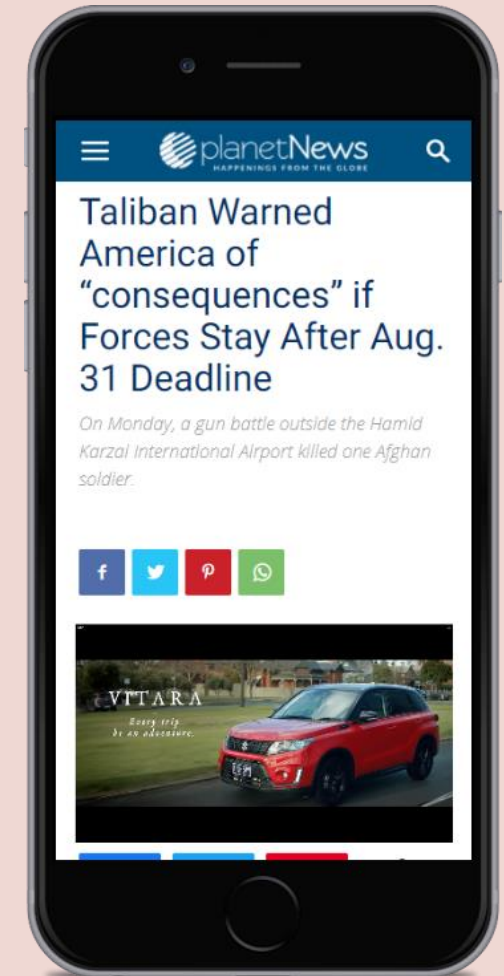 planetNews
HAPPENINGS FROM THE GLOBE
Taliban Warned
America of
“consequences” if
Forces Stay After Aug.
31 Deadline
On Monday, a gun battle outside the Hamid
Karzai International Airport killed one Afghan
soldier.
VITARA
Every trip
be an adventure.